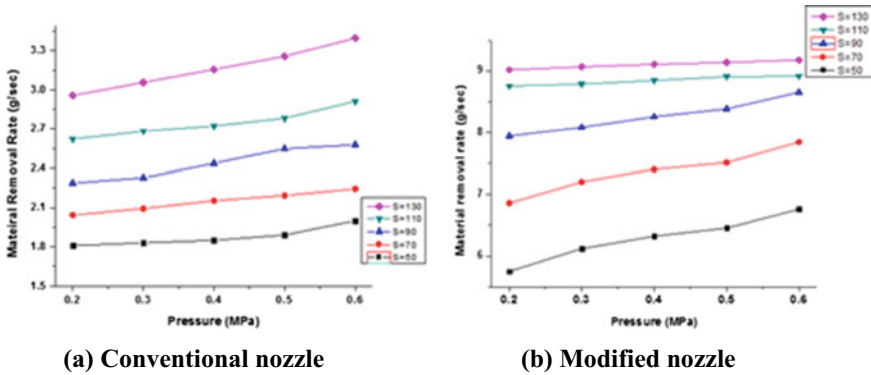 Mateiral Removal Rate (g/sec)
3.3
3.0
2.7
2.4
2.1
1.8
1.5
0.2 0.3 0.4 0.5 0.6
Pressure (MPa)
S=130
S=110
S=90
S=70
S=50
(a) Conventional nozzle
Material removal rate (g/sec)
9
8
7
6
0.2 0.3 0.4 0.5 0.6
Pressure (MPa)
S=130
S=110
S=90
S=70
S=50
(b) Modified nozzle